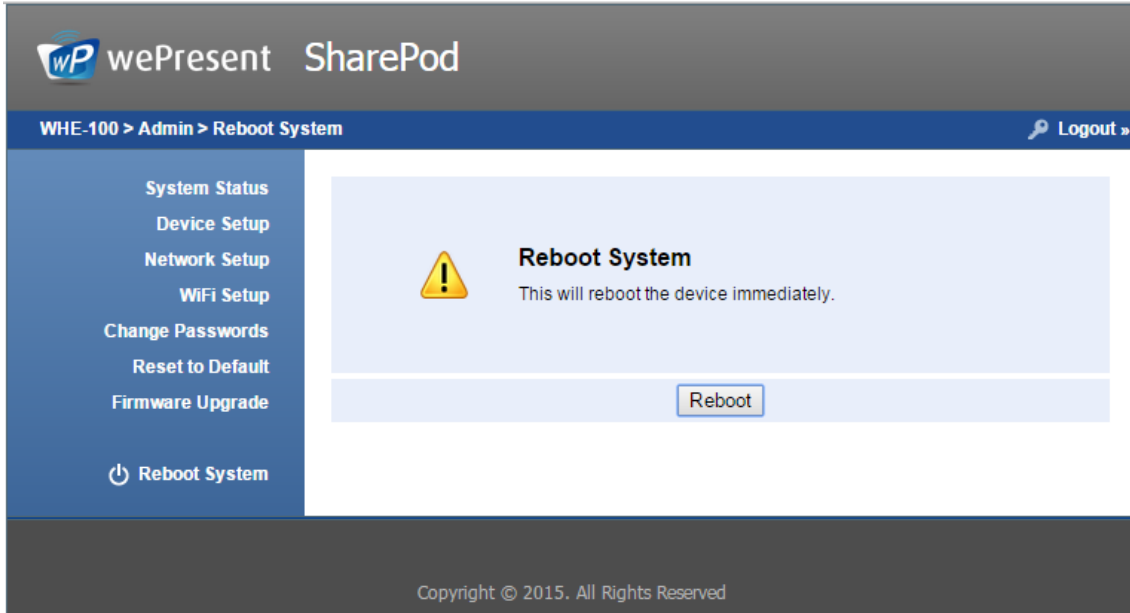 wP wePresent SharePod
WHE-100 > Admin > Reboot System
Logout »
System Status
Device Setup
Network Setup
WiFi Setup
Change Passwords
Reset to Default
Firmware Upgrade
Reboot System
Reboot System
This will reboot the device immediately.
Reboot
Copyright © 2015. All Rights Reserved